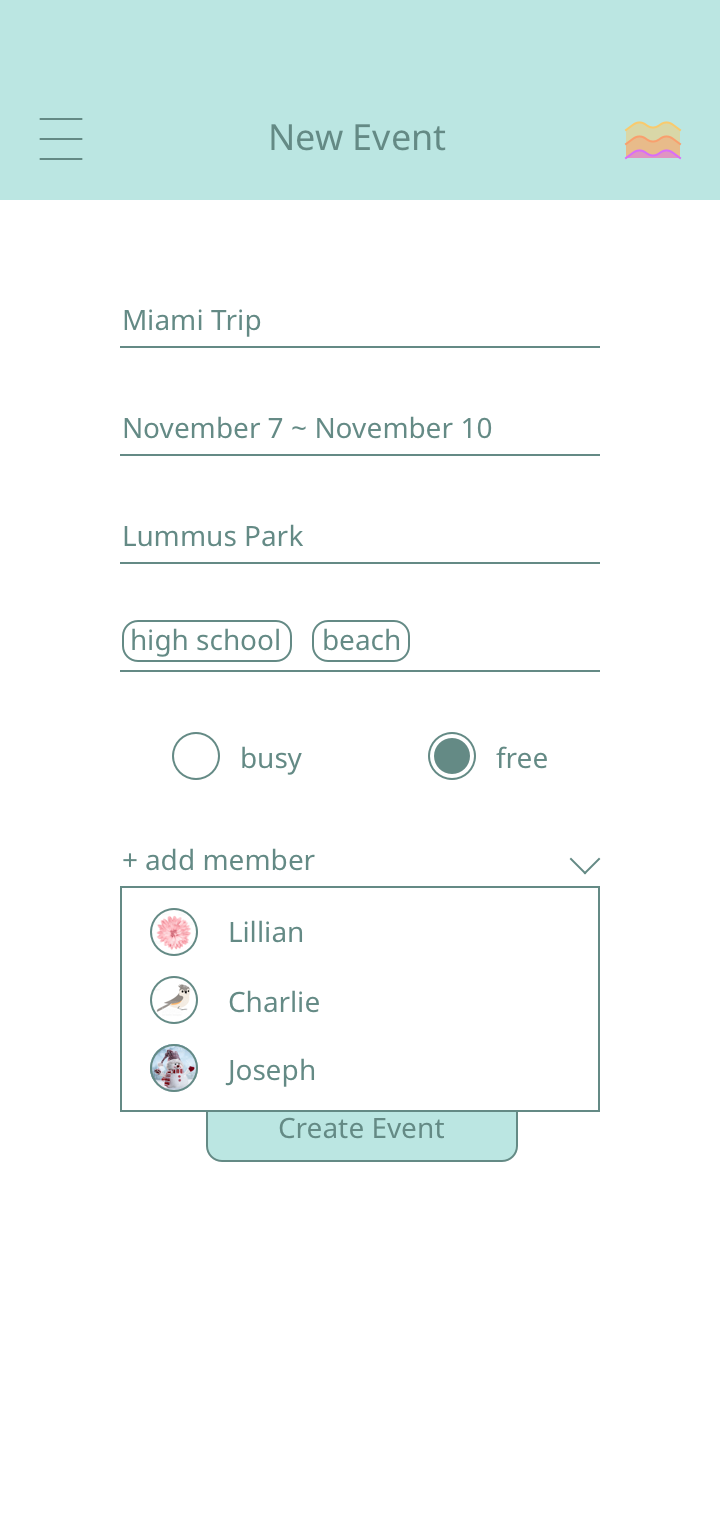 New Event
Miami Trip
November 7 ~ November 10
Lummus Park
high school beach
busy free
+ add member
Lillian
Charlie
Joseph
Create Event